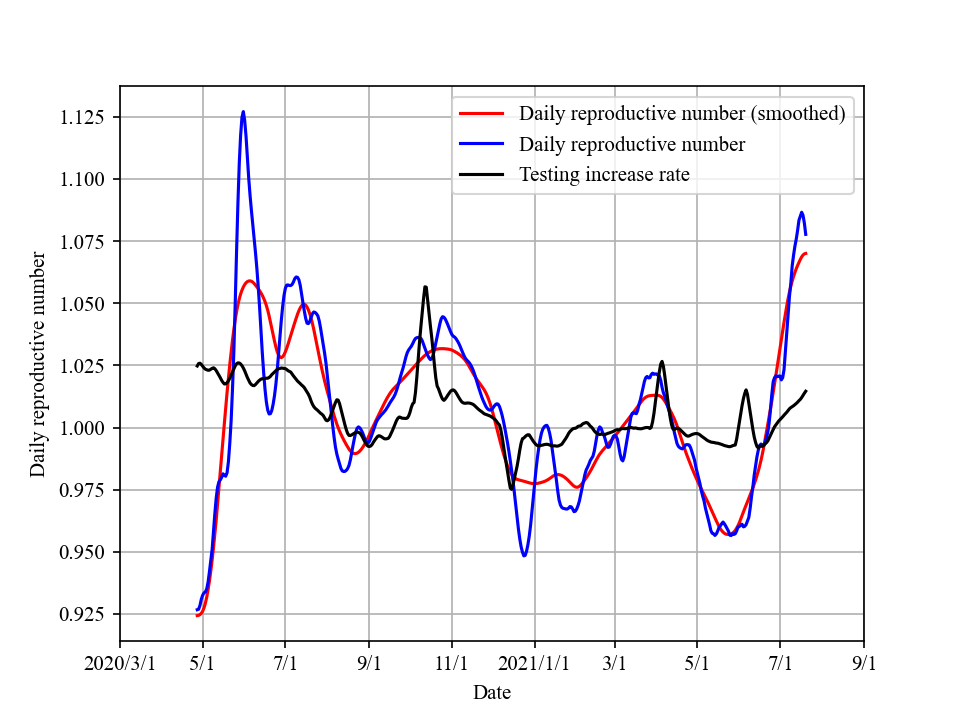 Daily reproductive number (smoothed)
Daily reproductive number
Testing increase rate
1.125
1.100
1.075
1.050
1.025
1.000
0.975
0.950
0.925
Daily reproductive number
2020/3/1 5/1 7/1 9/1 11/1 2021/1/1 3/1 5/1 7/1 9/1
Date